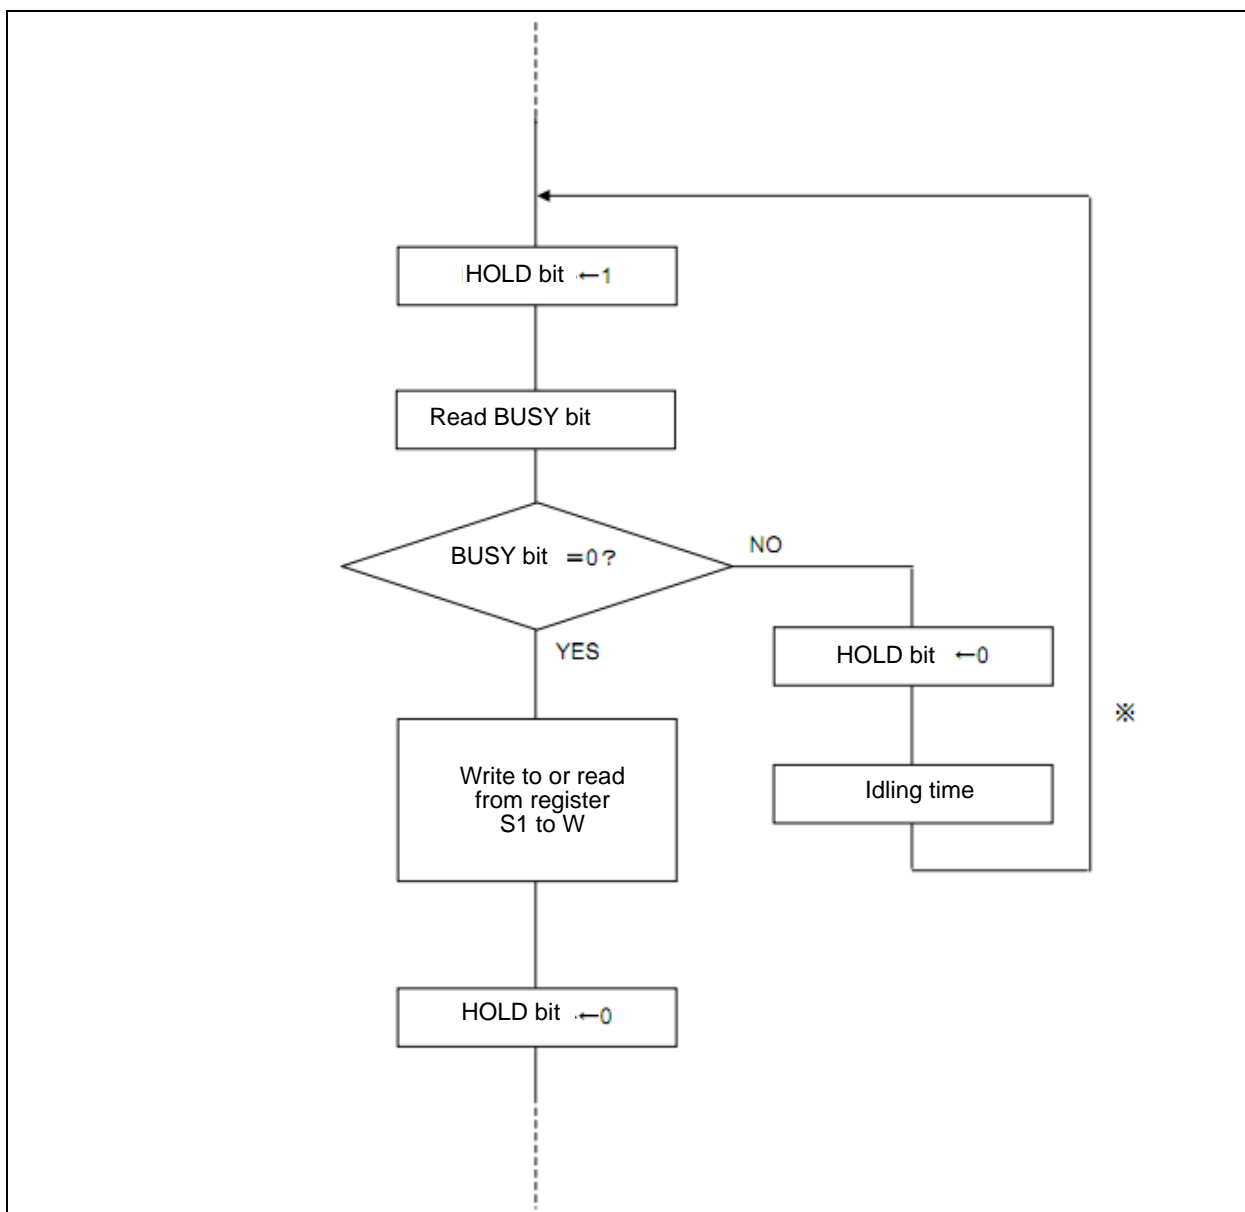 HOLD bit ←1
Read BUSY bit
BUSY bit =0?
NO
YES
HOLD bit ←0
※
Write to or read
from register
S1 to W
Idling time
HOLD bit ←0